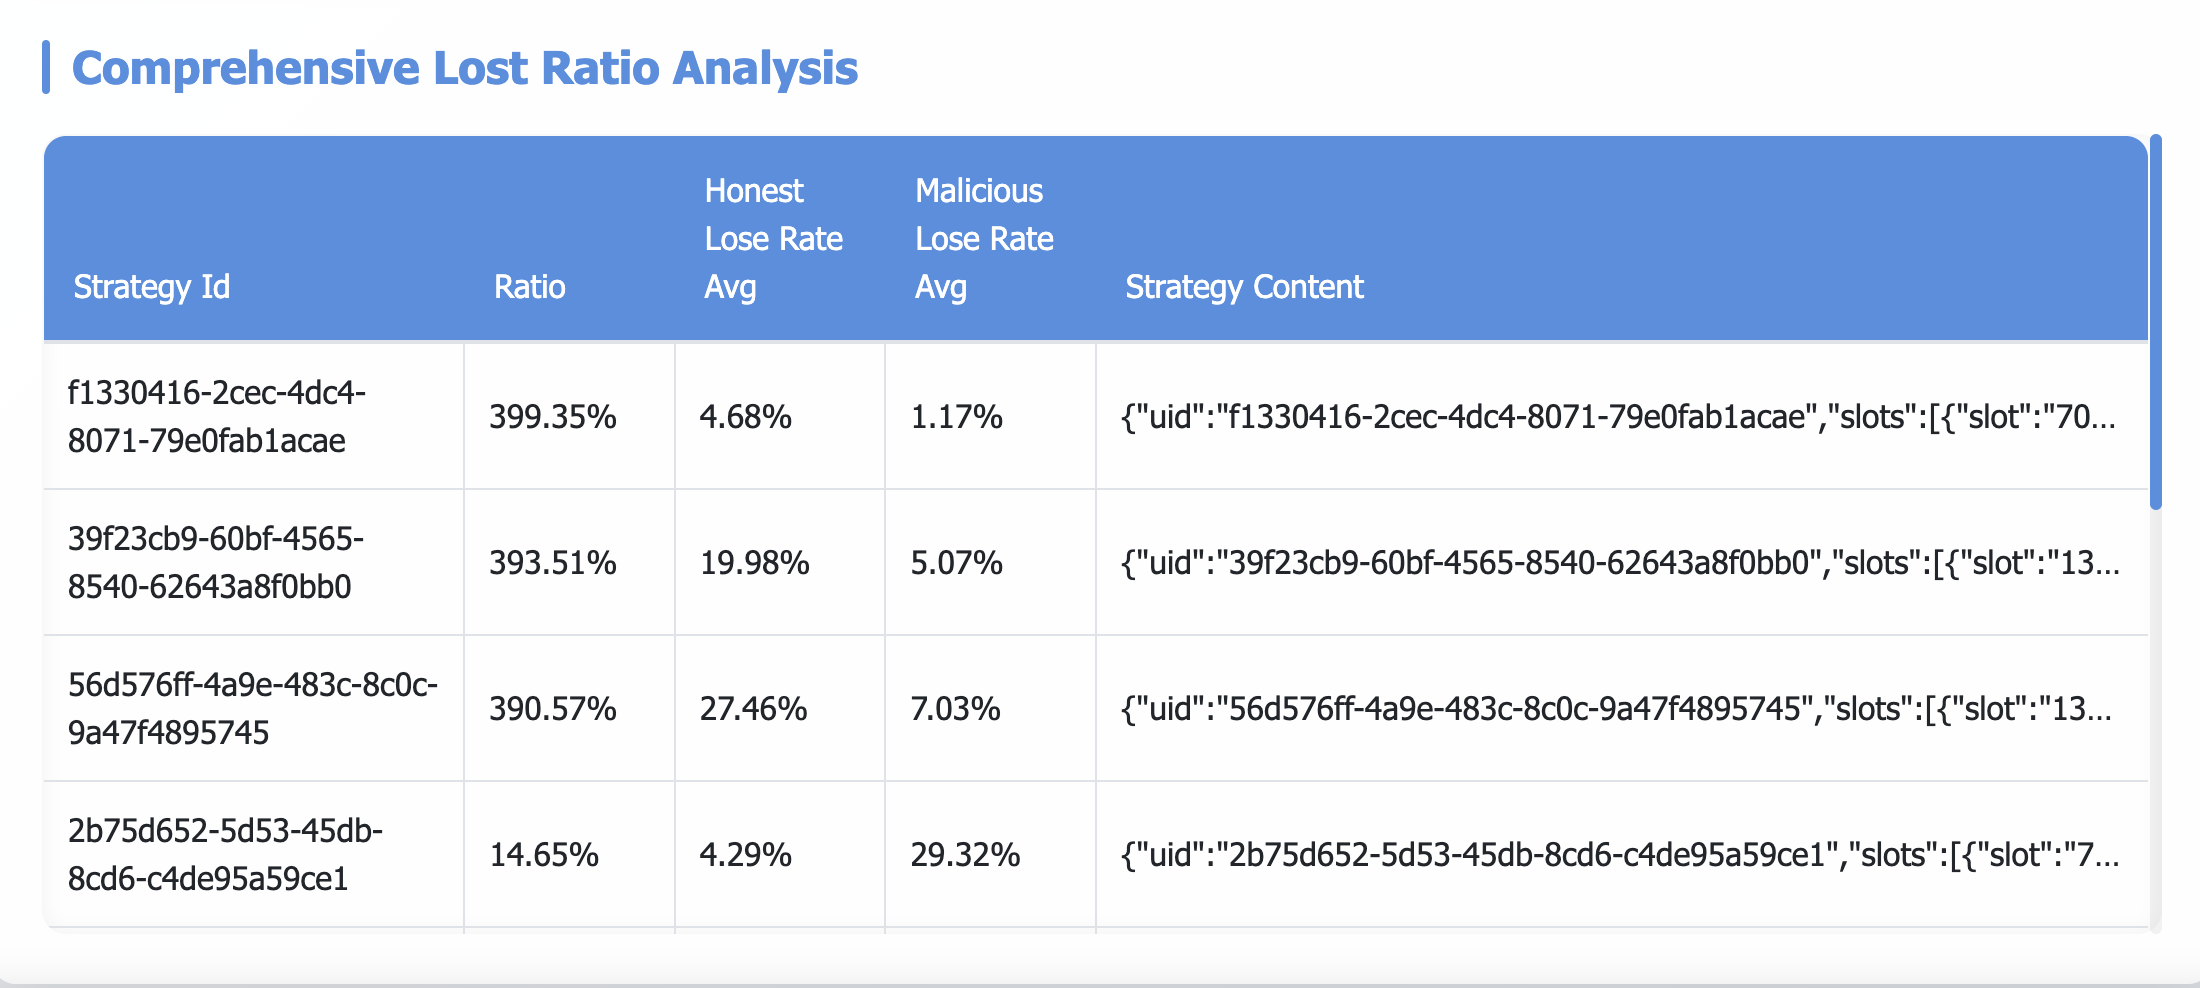 Comprehensive Lost Ratio Analysis
Strategy Id
Ratio
Honest
Lose Rate
Avg
Malicious
Lose Rate
Avg
Strategy Content
f1330416-2cec-4dc4-
8071-79e0fab1acae
399.35%
4.68%
1.17%
{"uid":"f1330416-2cec-4dc4-8071-79e0fab1acae","slots":[{"slot":"70...
39f23cb9-60bf-4565-
8540-62643a8f0bb0
393.51%
19.98%
5.07%
{"uid":"39f23cb9-60bf-4565-8540-62643a8f0bb0","slots":[{"slot":"13...
56d576ff-4a9e-483c-8c0c-
9a47f4895745
390.57%
27.46%
7.03%
{"uid":"56d576ff-4a9e-483c-8c0c-9a47f4895745","slots":[{"slot":"13...
2b75d652-5d53-45db-
8cd6-c4de95a59ce1
14.65%
4.29%
29.32%
{"uid":"2b75d652-5d53-45db-8cd6-c4de95a59ce1","slots":[{"slot":"7...